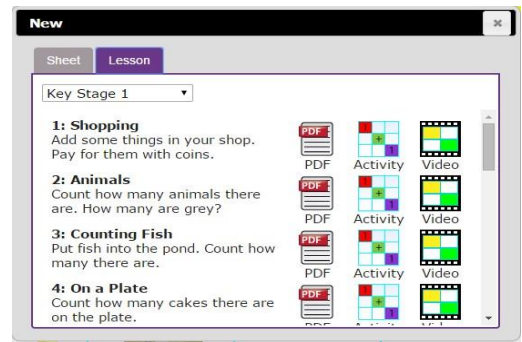 New
Sheet Lesson
Key Stage 1
1: Shopping
Add some things in your shop.
Pay for them with coins.
PDF
PDF Activity Video
2: Animals
Count how many animals there
are. How many are grey?
PDF
PDF Activity Video
3: Counting Fish
Put fish into the pond. Count how
many there are.
PDF
PDF Activity Video
4: On a Plate
Count how many cakes there are
on the plate.
PDF
PDF Activity Video